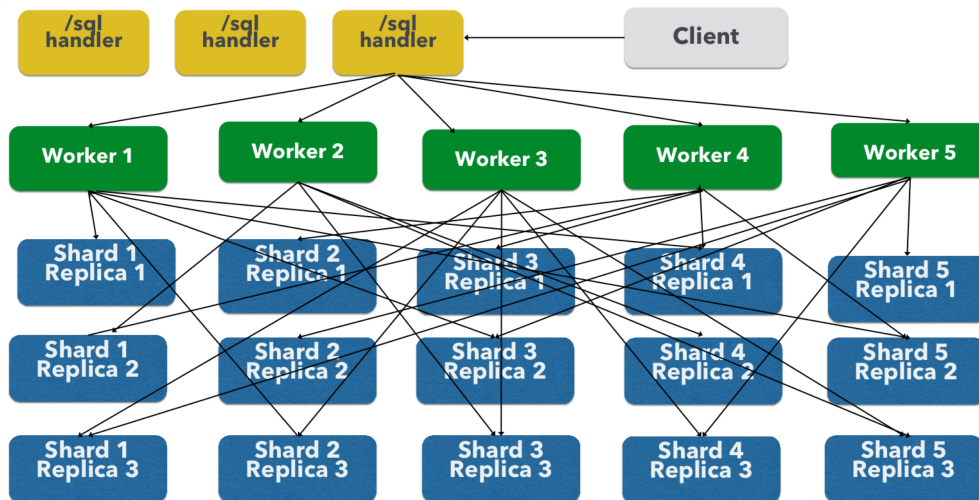 /sql
handler
/sql
handler
/sql
handler
Client
Worker 1
Worker 2
Worker 3
Worker 4
Worker 5
Shard 1
Replica 1
Shard 2
Replica 1
Shard 3
Replica 1
Shard 4
Replica 1
Shard 5
Replica 1
Shard 1
Replica 2
Shard 2
Replica 2
Shard 3
Replica 2
Shard 4
Replica 2
Shard 5
Replica 2
Shard 1
Replica 3
Shard 2
Replica 3
Shard 3
Replica 3
Shard 4
Replica 3
Shard 5
Replica 3